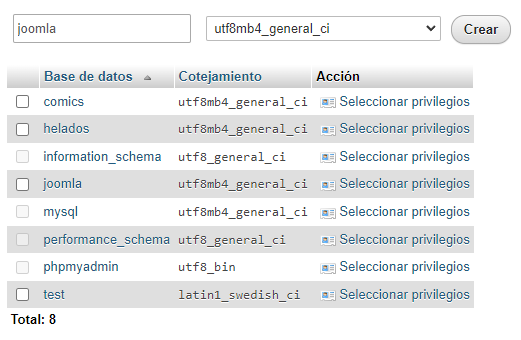 joomla utf8mb4_general_ci Crear
Base de datos Cotejamiento Acción
comics utf8mb4_general_ci Seleccionar privilegios
helados utf8mb4_general_ci Seleccionar privilegios
information_schema utf8_general_ci Seleccionar privilegios
joomla utf8mb4_general_ci Seleccionar privilegios
mysql utf8mb4_general_ci Seleccionar privilegios
performance_schema utf8_general_ci Seleccionar privilegios
phpmyadmin utf8_bin Seleccionar privilegios
test latin1_swedish_ci Seleccionar privilegios
Total: 8